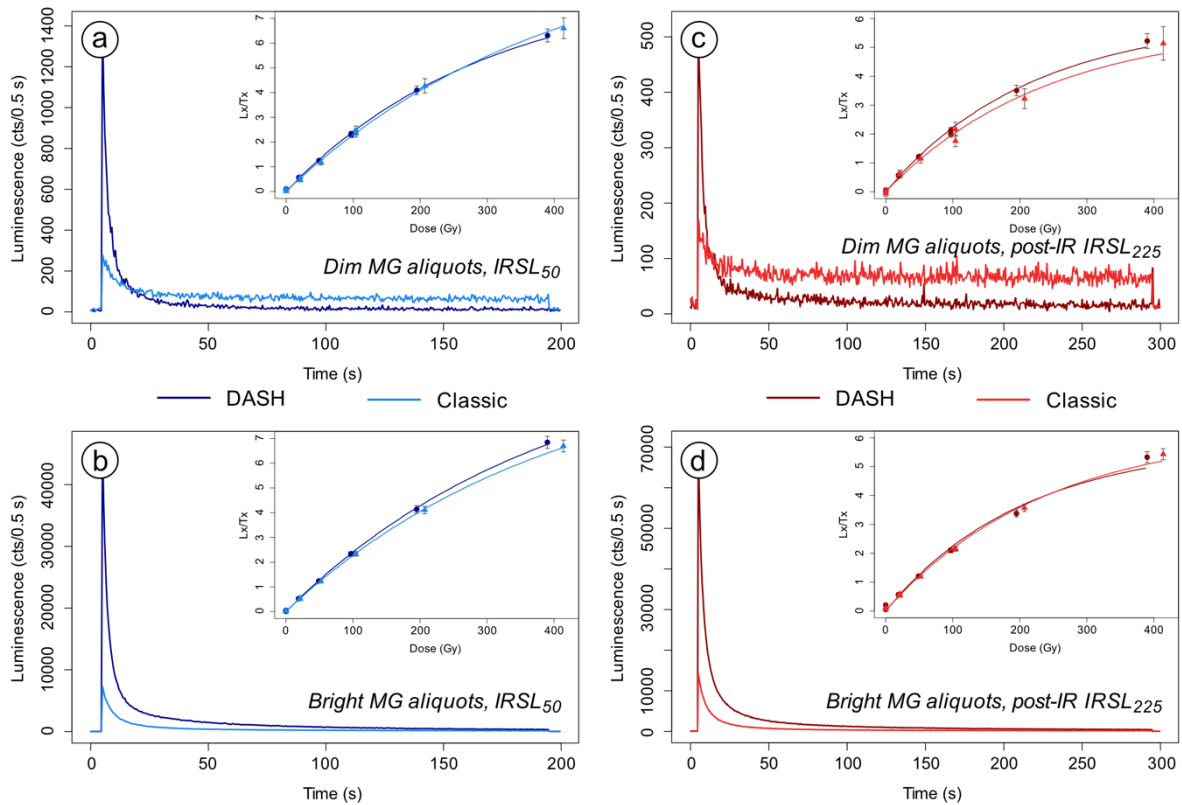 a
Luminescence (cts/0.5 s)
0 200 400 600 800 1000 1200 1400
0 50 100 150 200
Time (s)
Lx/Tx
0 1 2 3 4 5 6 7
0 100 200 300 400
Dose (Gy)
Dim MG aliquots, IRSL50
c
Luminescence (cts/0.5 s)
0 100 200 300 400 500
0 50 100 150 200 250 300
Time (s)
Lx/Tx
0 1 2 3 4 5 6
0 100 200 300 400
Dose (Gy)
Dim MG aliquots, post-IR IRSL225
DASH Classic
DASH Classic
b
Luminescence (cts/0.5 s)
0 10000 20000 30000 40000
0 50 100 150 200
Time (s)
Lx/Tx
0 1 2 3 4 5 6 7
0 100 200 300 400
Dose (Gy)
Bright MG aliquots, IRSL50
d
Luminescence (cts/0.5 s)
0 10000 20000 30000 50000 70000
0 50 100 150 200 250 300
Time (s)
Lx/Tx
0 1 2 3 4 5 6
0 100 200 300 400
Dose (Gy)
Bright MG aliquots, post-IR IRSL225